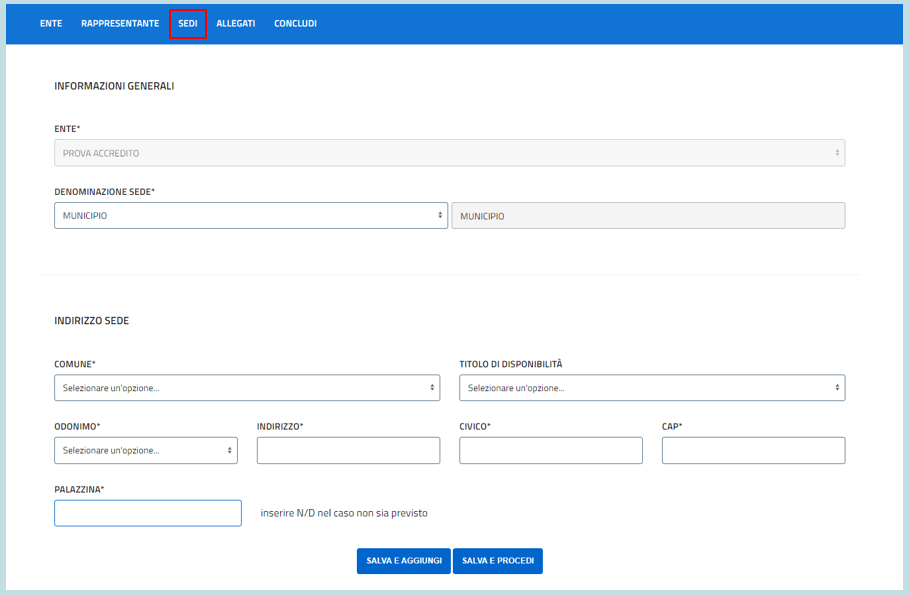 ENTE RAPPRESENTANTE SEDI ALLEGATI CONCLUDI
INFORMAZIONI GENERALI
ENTE*
PROVA ACCREDITO
DENOMINAZIONE SEDE*
MUNICIPIO MUNICIPIO
INDIRIZZO SEDE
COMUNE* TITOLO DI DISPONIBILITÀ
Selezionare un'opzione... Selezionare un'opzione...
ODONIMO* INDIRIZZO* CIVICO* CAP*
Selezionare un'opzione...
PALAZZINA*
inserire N/D nel caso non sia previsto
SALVA E AGGIUNGI SALVA E PROCEDI